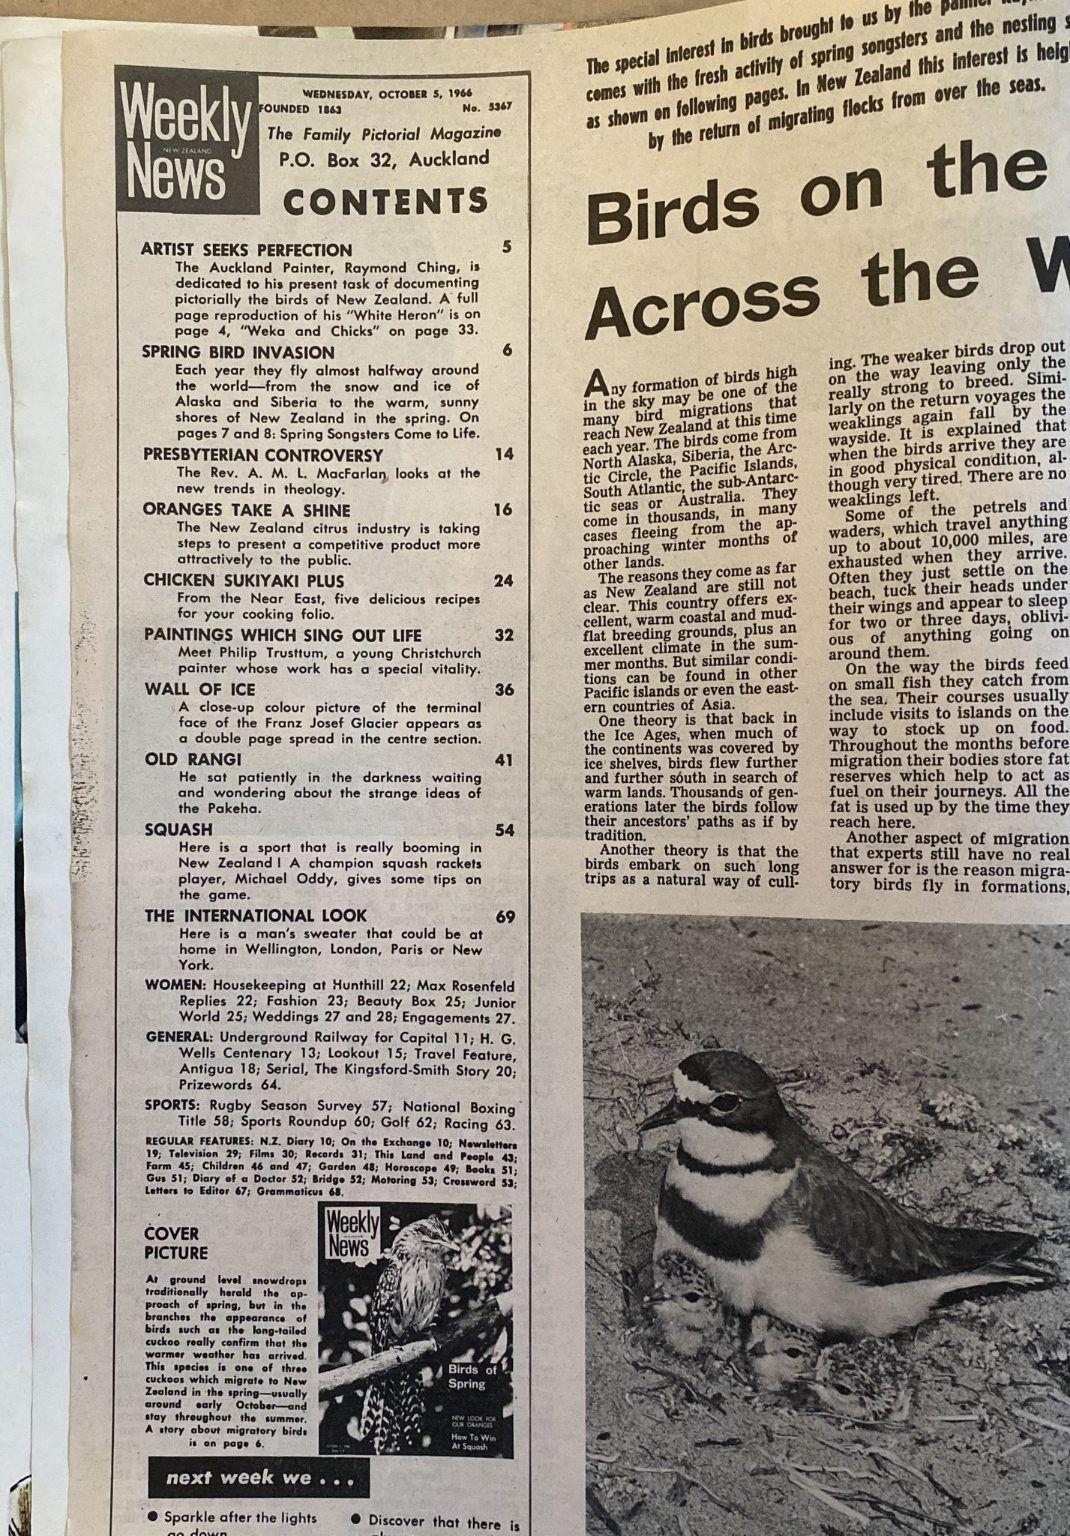 Weekly
NEW ZEALAND
News
WEDNESDAY, OCTOBER 5, 1966
FOUNDED 1863 No. 5367
The Family Pictorial Magazine
P.O. Box 32, Auckland
CONTENTS
ARTIST SEEKS PERFECTION 5
The Auckland Painter, Raymond Ching, is
dedicated to his present task of documenting
pictorially the birds of New Zealand. A full
page reproduction of his "White Heron" is on
page 4, "Weka and Chicks" on page 33.
SPRING BIRD INVASION 6
Each year they fly almost halfway around
the world—from the snow and ice of
Alaska and Siberia to the warm, sunny
shores of New Zealand in the spring. On
pages 7 and 8: Spring Songsters Come to Life.
PRESBYTERIAN CONTROVERSY 14
The Rev. A. M. L. MacFarlan looks at the
new trends in theology.
ORANGES TAKE A SHINE 16
The New Zealand citrus industry is taking
steps to present a competitive product more
attractively to the public.
CHICKEN SUKIYAKI PLUS 24
From the Near East, five delicious recipes
for your cooking folio.
PAINTINGS WHICH SING OUT LIFE 32
Meet Philip Trusttum, a young Christchurch
painter whose work has a special vitality.
WALL OF ICE 36
A close-up colour picture of the terminal
face of the Franz Josef Glacier appears as
a double page spread in the centre section.
OLD RANGI 41
He sat patiently in the darkness waiting
and wondering about the strange ideas of
the Pakeha.
SQUASH 54
Here is a sport that is really booming in
New Zealand! A champion squash rackets
player, Michael Oddy, gives some tips on
the game.
THE INTERNATIONAL LOOK 69
Here is a man's sweater that could be at
home in Wellington, London, Paris or New
York.
WOMEN: Housekeeping at Hunthill 22; Max Rosenfeld
Replies 22; Fashion 23; Beauty Box 25; Junior
World 25; Weddings 27 and 28; Engagements 27.
GENERAL: Underground Railway for Capital 11; H. G.
Wells Centenary 13; Lookout 15; Travel Feature,
Antigua 18; Serial, The Kingsford-Smith Story 20;
Prizewords 64.
SPORTS: Rugby Season Survey 57; National Boxing
Title 58; Sports Roundup 60; Golf 62; Racing 63.
REGULAR FEATURES: N.Z. Diary 10; On the Exchange 10; Newsletters
19; Television 29; Films 30; Records 31; This Land and People 43;
Farm 45; Children 46 and 47; Garden 48; Horoscope 49; Books 51;
Gus 51; Diary of a Doctor 52; Bridge 52; Motoring 53; Crossword 53;
Letters to Editor 67; Grammaticus 68.
COVER
PICTURE
At ground level snowdrops
traditionally herald the ap-
proach of spring, but in the
branches the appearance of
birds such as the long-tailed
cuckoo really confirm that the
warmer weather has arrived.
This species is one of three
cuckoos which migrate to New
Zealand in the spring—usually
around early October—and
stay throughout the summer.
A story about migratory birds
is on page 6.
Weekly
News
Birds of
Spring
NEW LOOK FOR
OUR ORANGES
How To Win
At Squash
next week we . . .
● Sparkle after the lights
go down
● Discover that there is
The special interest in birds brought to us by the painter
comes with the fresh activity of spring songsters and the nesting
as shown on following pages. In New Zealand this interest is
by the return of migrating flocks from over the seas.
Birds on the
Across the W
Any formation of birds high
in the sky may be one of the
many bird migrations that
reach New Zealand at this time
each year. The birds come from
North Alaska, Siberia, the Arc-
tic Circle, the Pacific Islands,
South Atlantic, the sub-Antarc-
tic seas or Australia. They
come in thousands, in many
cases fleeing from the ap-
proaching winter months of
other lands.
The reasons they come as far
as New Zealand are still not
clear. This country offers ex-
cellent, warm coastal and mud-
flat breeding grounds, plus an
excellent climate in the sum-
mer months. But similar condi-
tions can be found in other
Pacific islands or even the east-
ern countries of Asia.
One theory is that back in
the Ice Ages, when much of
the continents was covered by
ice shelves, birds flew further
and further south in search of
warm lands. Thousands of gen-
erations later the birds follow
their ancestors' paths as if by
tradition.
Another theory is that the
birds embark on such long
trips as a natural way of cull-
ing. The weaker birds drop out
on the way leaving only the
really strong to breed. Simi-
larly on the return voyages the
weaklings again fall by the
wayside. It is explained that
when the birds arrive they are
in good physical condition, al-
though very tired. There are no
weaklings left.
Some of the petrels and
waders, which travel anything
up to about 10,000 miles, are
exhausted when they arrive.
Often they just settle on the
beach, tuck their heads under
their wings and appear to sleep
for two or three days, oblivi-
ous of anything going on
around them.
On the way the birds feed
on small fish they catch from
the sea. Their courses usually
include visits to islands on the
way to stock up on food.
Throughout the months before
migration their bodies store fat
reserves which help to act as
fuel on their journeys. All the
fat is used up by the time they
reach here.
Another aspect of migration
that experts still have no real
answer for is the reason migra-
tory birds fly in formations,